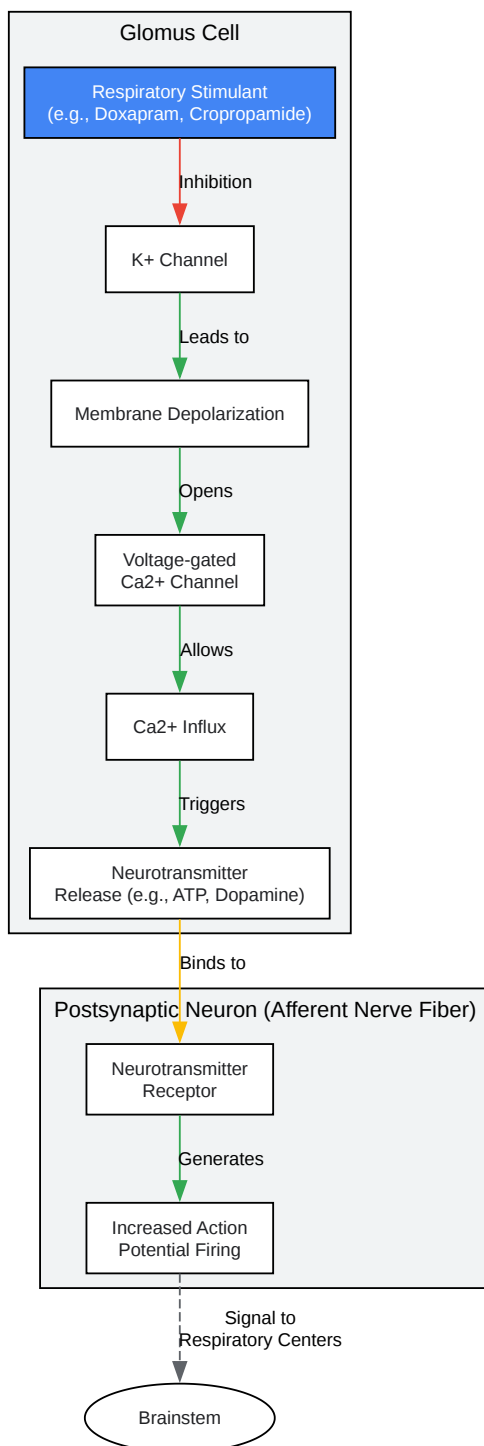 Glomus Cell
Respiratory Stimulant
(e.g., Doxapram, Cropropamide)
Inhibition
K+ Channel
Leads to
Membrane Depolarization
Opens
Voltage-gated
Ca2+ Channel
Allows
Ca2+ Influx
Triggers
Neurotransmitter
Release (e.g., ATP, Dopamine)
Binds to
Postsynaptic Neuron (Afferent Nerve Fiber)
Neurotransmitter
Receptor
Generates
Increased Action
Potential Firing
Signal to
Respiratory Centers
Brainstem